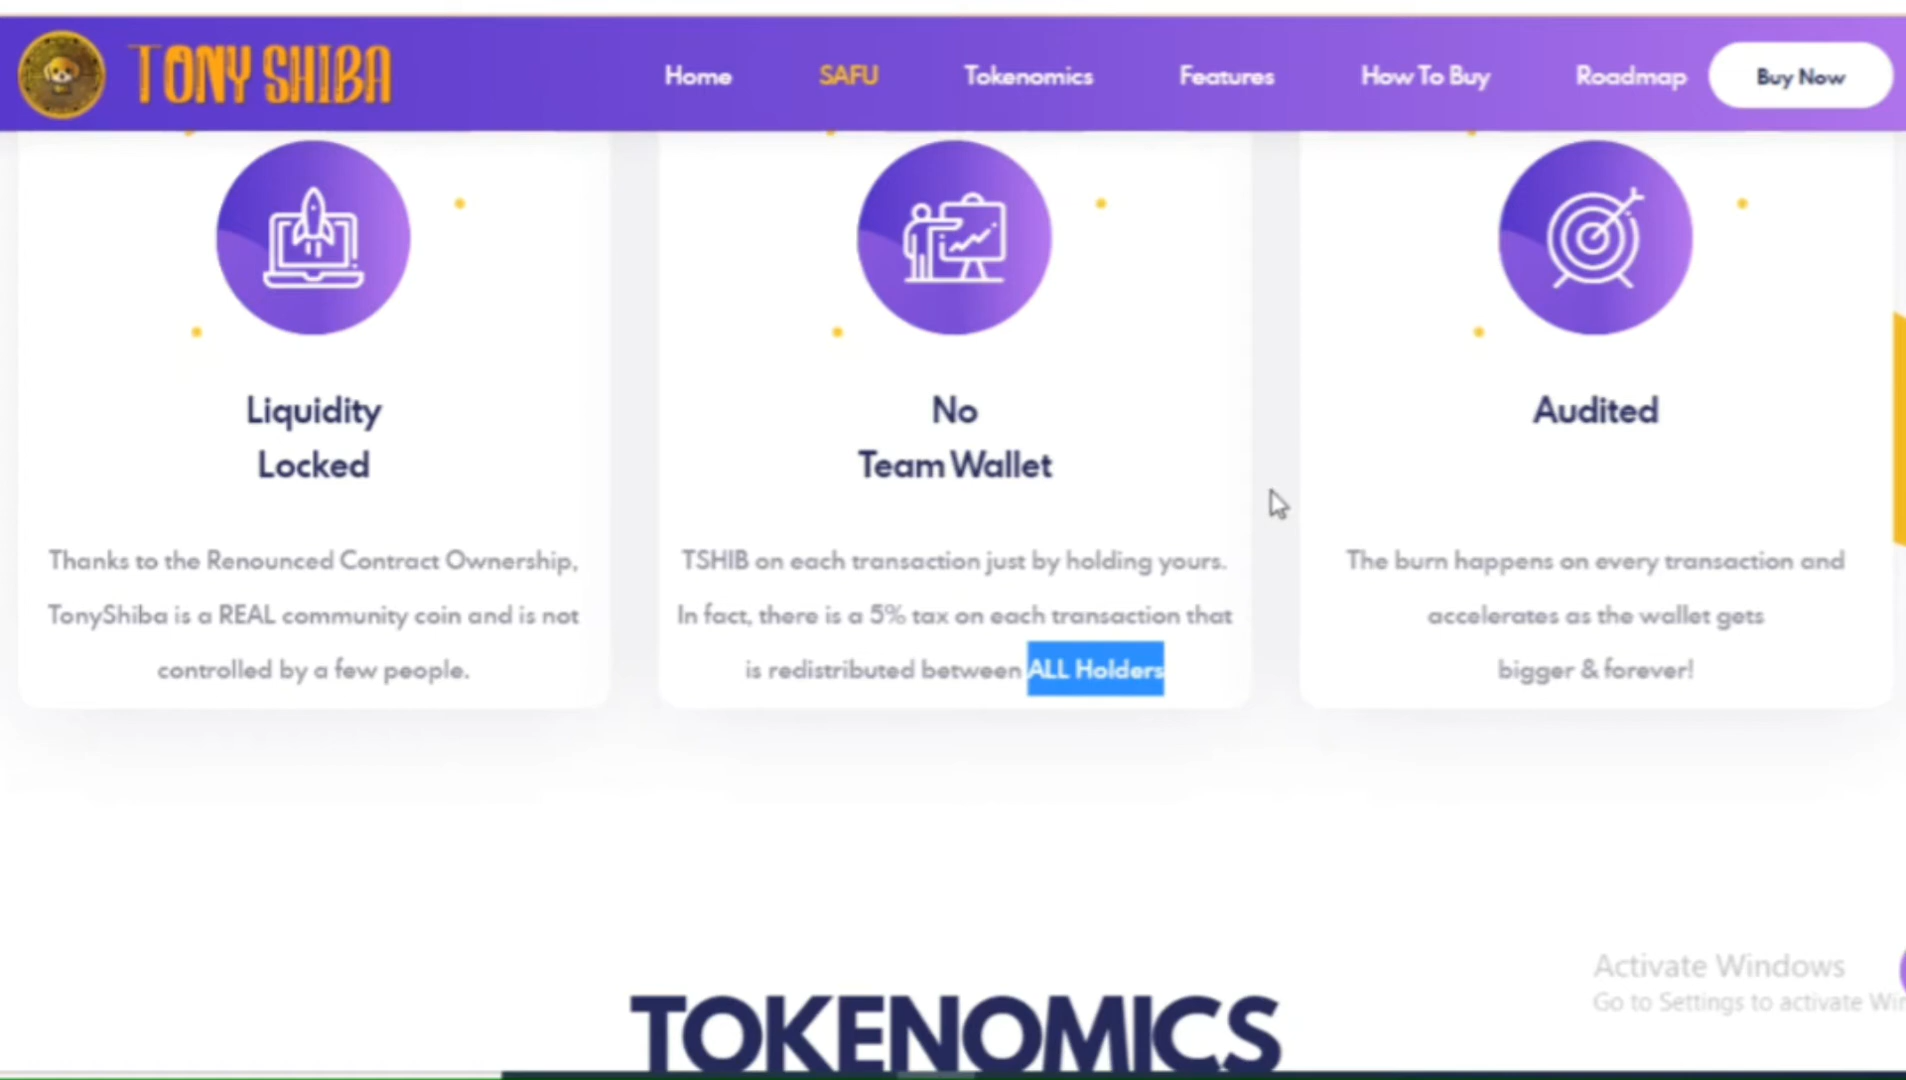 TONY SHIBA
Home SAFU Tokenomics Features How To Buy Roadmap Buy Now
Liquidity
Locked
Thanks to the Renounced Contract Ownership,
TonyShiba is a REAL community coin and is not
controlled by a few people.
No
Team Wallet
TSHIB on each transaction just by holding yours.
In fact, there is a 5% tax on each transaction that
is redistributed between ALL Holders
Audited
The burn happens on every transaction and
accelerates as the wallet gets
bigger & forever!
TOKENOMICS
Activate Windows
Go to Settings to activate Win